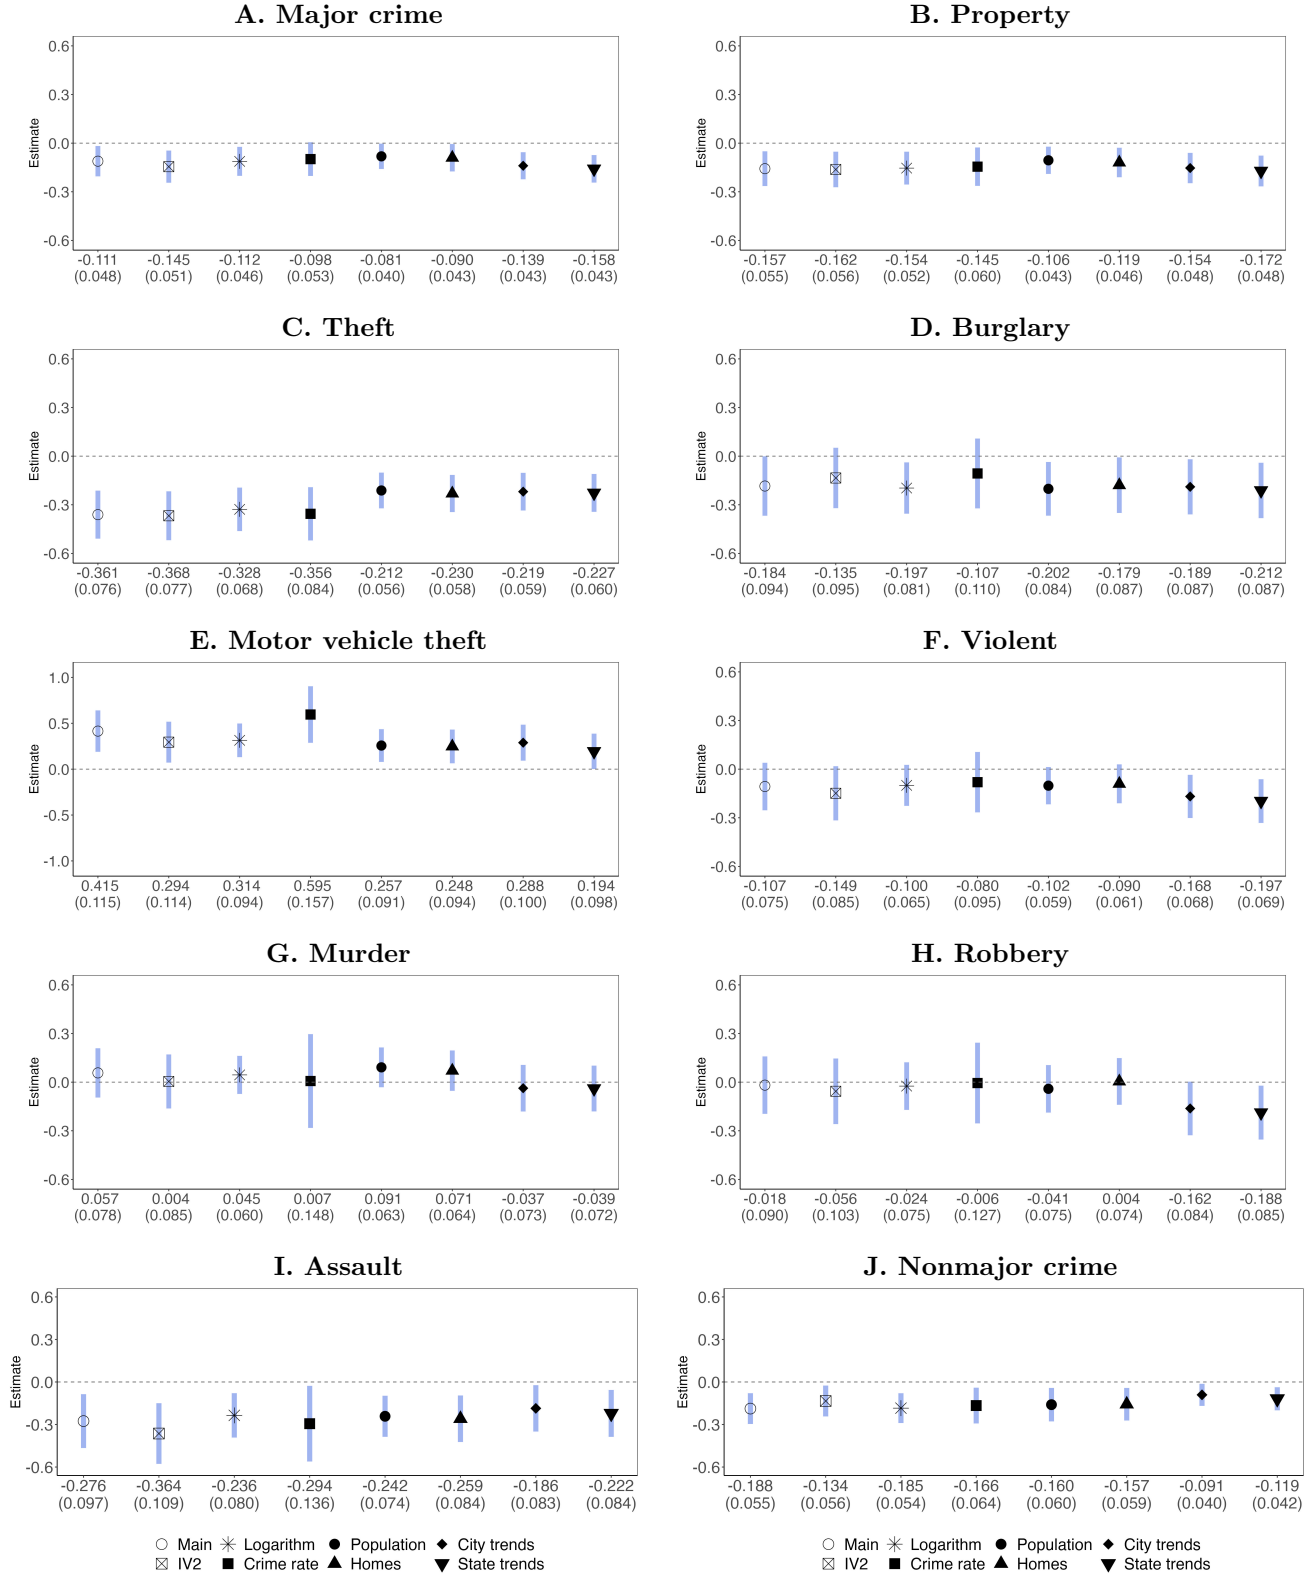 A. Major crime
Estimate
0.6
0.3
0.0
-0.3
-0.6
-0.111 -0.145 -0.112 -0.098 -0.081 -0.090 -0.139 -0.158
(0.048) (0.051) (0.046) (0.053) (0.040) (0.043) (0.043) (0.043)
B. Property
Estimate
0.6
0.3
0.0
-0.3
-0.6
-0.157 -0.162 -0.154 -0.145 -0.106 -0.119 -0.154 -0.172
(0.055) (0.056) (0.052) (0.060) (0.043) (0.046) (0.048) (0.048)
C. Theft
Estimate
0.6
0.3
0.0
-0.3
-0.6
-0.361 -0.368 -0.328 -0.356 -0.212 -0.230 -0.219 -0.227
(0.076) (0.077) (0.068) (0.084) (0.056) (0.058) (0.059) (0.060)
D. Burglary
Estimate
0.6
0.3
0.0
-0.3
-0.6
-0.184 -0.135 -0.197 -0.107 -0.202 -0.179 -0.189 -0.212
(0.094) (0.095) (0.081) (0.110) (0.084) (0.087) (0.087) (0.087)
E. Motor vehicle theft
Estimate
1.0
0.5
0.0
-0.5
-1.0
0.415 0.294 0.314 0.595 0.257 0.248 0.288 0.194
(0.115) (0.114) (0.094) (0.157) (0.091) (0.094) (0.100) (0.098)
F. Violent
Estimate
0.6
0.3
0.0
-0.3
-0.6
-0.107 -0.149 -0.100 -0.080 -0.102 -0.090 -0.168 -0.197
(0.075) (0.085) (0.065) (0.095) (0.059) (0.061) (0.068) (0.069)
G. Murder
Estimate
0.6
0.3
0.0
-0.3
-0.6
0.057 0.004 0.045 0.007 0.091 0.071 -0.037 -0.039
(0.078) (0.085) (0.060) (0.148) (0.063) (0.064) (0.073) (0.072)
H. Robbery
Estimate
0.6
0.3
0.0
-0.3
-0.6
-0.018 -0.056 -0.024 -0.006 -0.041 0.004 -0.162 -0.188
(0.090) (0.103) (0.075) (0.127) (0.075) (0.074) (0.084) (0.085)
I. Assault
Estimate
0.6
0.3
0.0
-0.3
-0.6
-0.276 -0.364 -0.236 -0.294 -0.242 -0.259 -0.186 -0.222
(0.097) (0.109) (0.080) (0.136) (0.074) (0.084) (0.083) (0.084)
J. Nonmajor crime
Estimate
0.6
0.3
0.0
-0.3
-0.6
-0.188 -0.134 -0.185 -0.166 -0.160 -0.157 -0.091 -0.119
(0.055) (0.056) (0.054) (0.064) (0.060) (0.059) (0.040) (0.042)
Main Logarithm Population City trends
IV2 Crime rate Homes State trends
Main Logarithm Population City trends
IV2 Crime rate Homes State trends